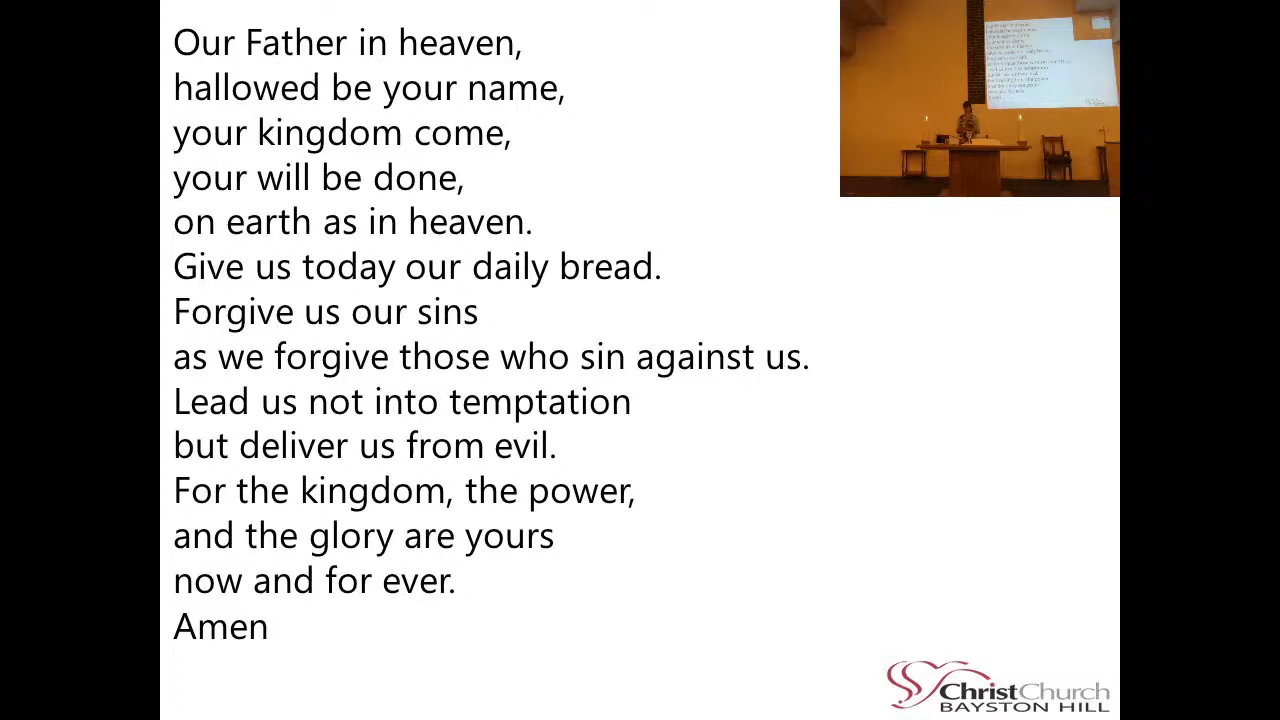 Our Father in heaven,
hallowed be your name,
your kingdom come,
your will be done,
on earth as in heaven.
Give us today our daily bread.
Forgive us our sins
as we forgive those who sin against us.
Lead us not into temptation
but deliver us from evil.
For the kingdom, the power,
and the glory are yours
now and for ever.
Amen
ChristChurch
BAYSTON HILL